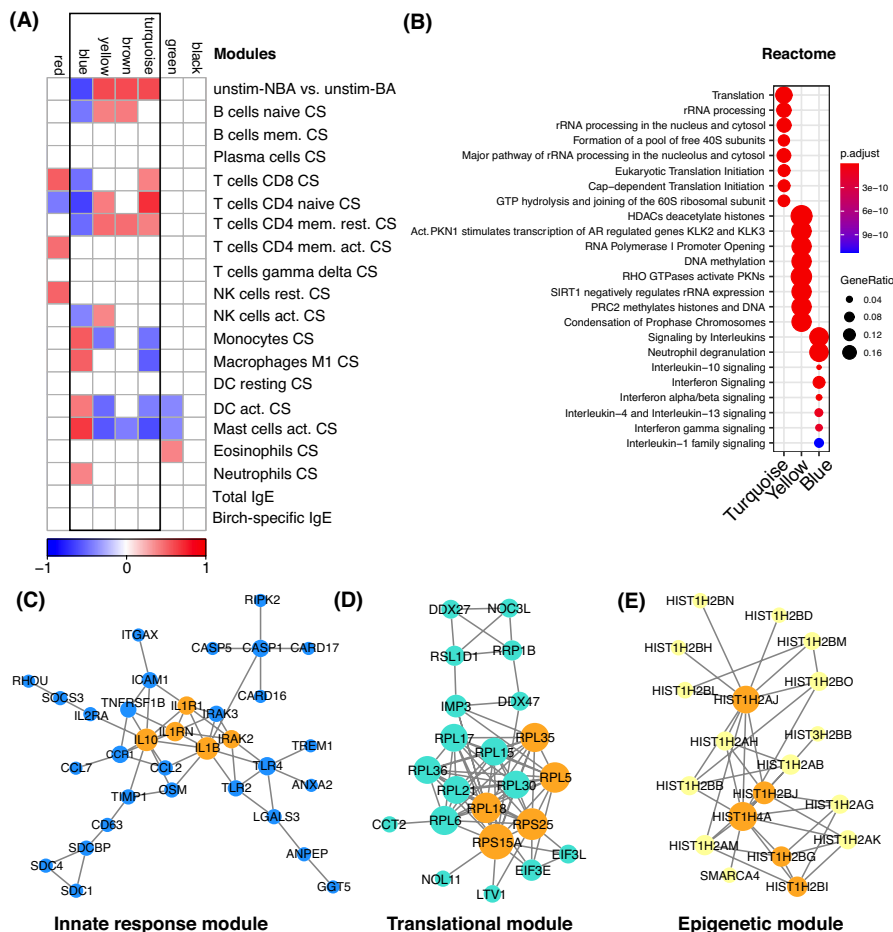 (A)
red
blue
yellow
brown
turquoise
green
black
Modules
unstim-NBA vs. unstim-BA
B cells naive CS
B cells mem. CS
Plasma cells CS
T cells CD8 CS
T cells CD4 naive CS
T cells CD4 mem. rest. CS
T cells CD4 mem. act. CS
T cells gamma delta CS
NK cells rest. CS
NK cells act. CS
Monocytes CS
Macrophages M1 CS
DC resting CS
DC act. CS
Mast cells act. CS
Eosinophils CS
Neutrophils CS
Total IgE
Birch-specific IgE
−1 0 1
(B)
Reactome
Translation
rRNA processing
rRNA processing in the nucleus and cytosol
Formation of a pool of free 40S subunits
Major pathway of rRNA processing in the nucleolus and cytosol
Eukaryotic Translation Initiation
Cap-dependent Translation Initiation
GTP hydrolysis and joining of the 60S ribosomal subunit
HDACs deacetylate histones
Act.PKN1 stimulates transcription of AR regulated genes KLK2 and KLK3
RNA Polymerase I Promoter Opening
DNA methylation
RHO GTPases activate PKNs
SIRT1 negatively regulates rRNA expression
PRC2 methylates histones and DNA
Condensation of Prophase Chromosomes
Signaling by Interleukins
Neutrophil degranulation
Interleukin-10 signaling
Interferon Signaling
Interferon alpha/beta signaling
Interleukin-4 and Interleukin-13 signaling
Interferon gamma signaling
Interleukin-1 family signaling
Turquoise
Yellow
Blue
p.adjust
3e-10
6e-10
9e-10
GeneRatio
0.04
0.08
0.12
0.16
(C)
RIPK2
ITGAX
CASP5
CASP1
CARD17
RHOU
ICAM1
SOCS3
TNFRSF1B
IL1R1
CARD16
IL2RA
IRAK3
IL1RN
IL10
IL1B
IRAK2
TREM1
CCR1
CCL7
CCL2
TLR4
ANXA2
TIMP1
OSM
TLR2
CD63
LGALS3
SDCBP
SDC4
ANPEP
SDC1
GGT5
Innate response module
(D)
DDX27
NOC3L
RSL1D1
RRP1B
IMP3
DDX47
RPL17
RPL15
RPL35
RPL36
RPL5
RPL21
RPL30
RPL18
CCT2
RPL6
RPS25
RPS15A
EIF3L
EIF3E
NOL11
LTV1
Translational module
(E)
HIST1H2BN
HIST1H2BD
HIST1H2BH
HIST1H2BM
HIST1H2BL
HIST1H2BO
HIST1H2AJ
HIST1H2AH
HIST3H2BB
HIST1H2AB
HIST1H2BB
HIST1H2BJ
HIST1H2AG
HIST1H4A
HIST1H2AM
HIST1H2AK
HIST1H2BG
SMARCA4
HIST1H2BI
Epigenetic module